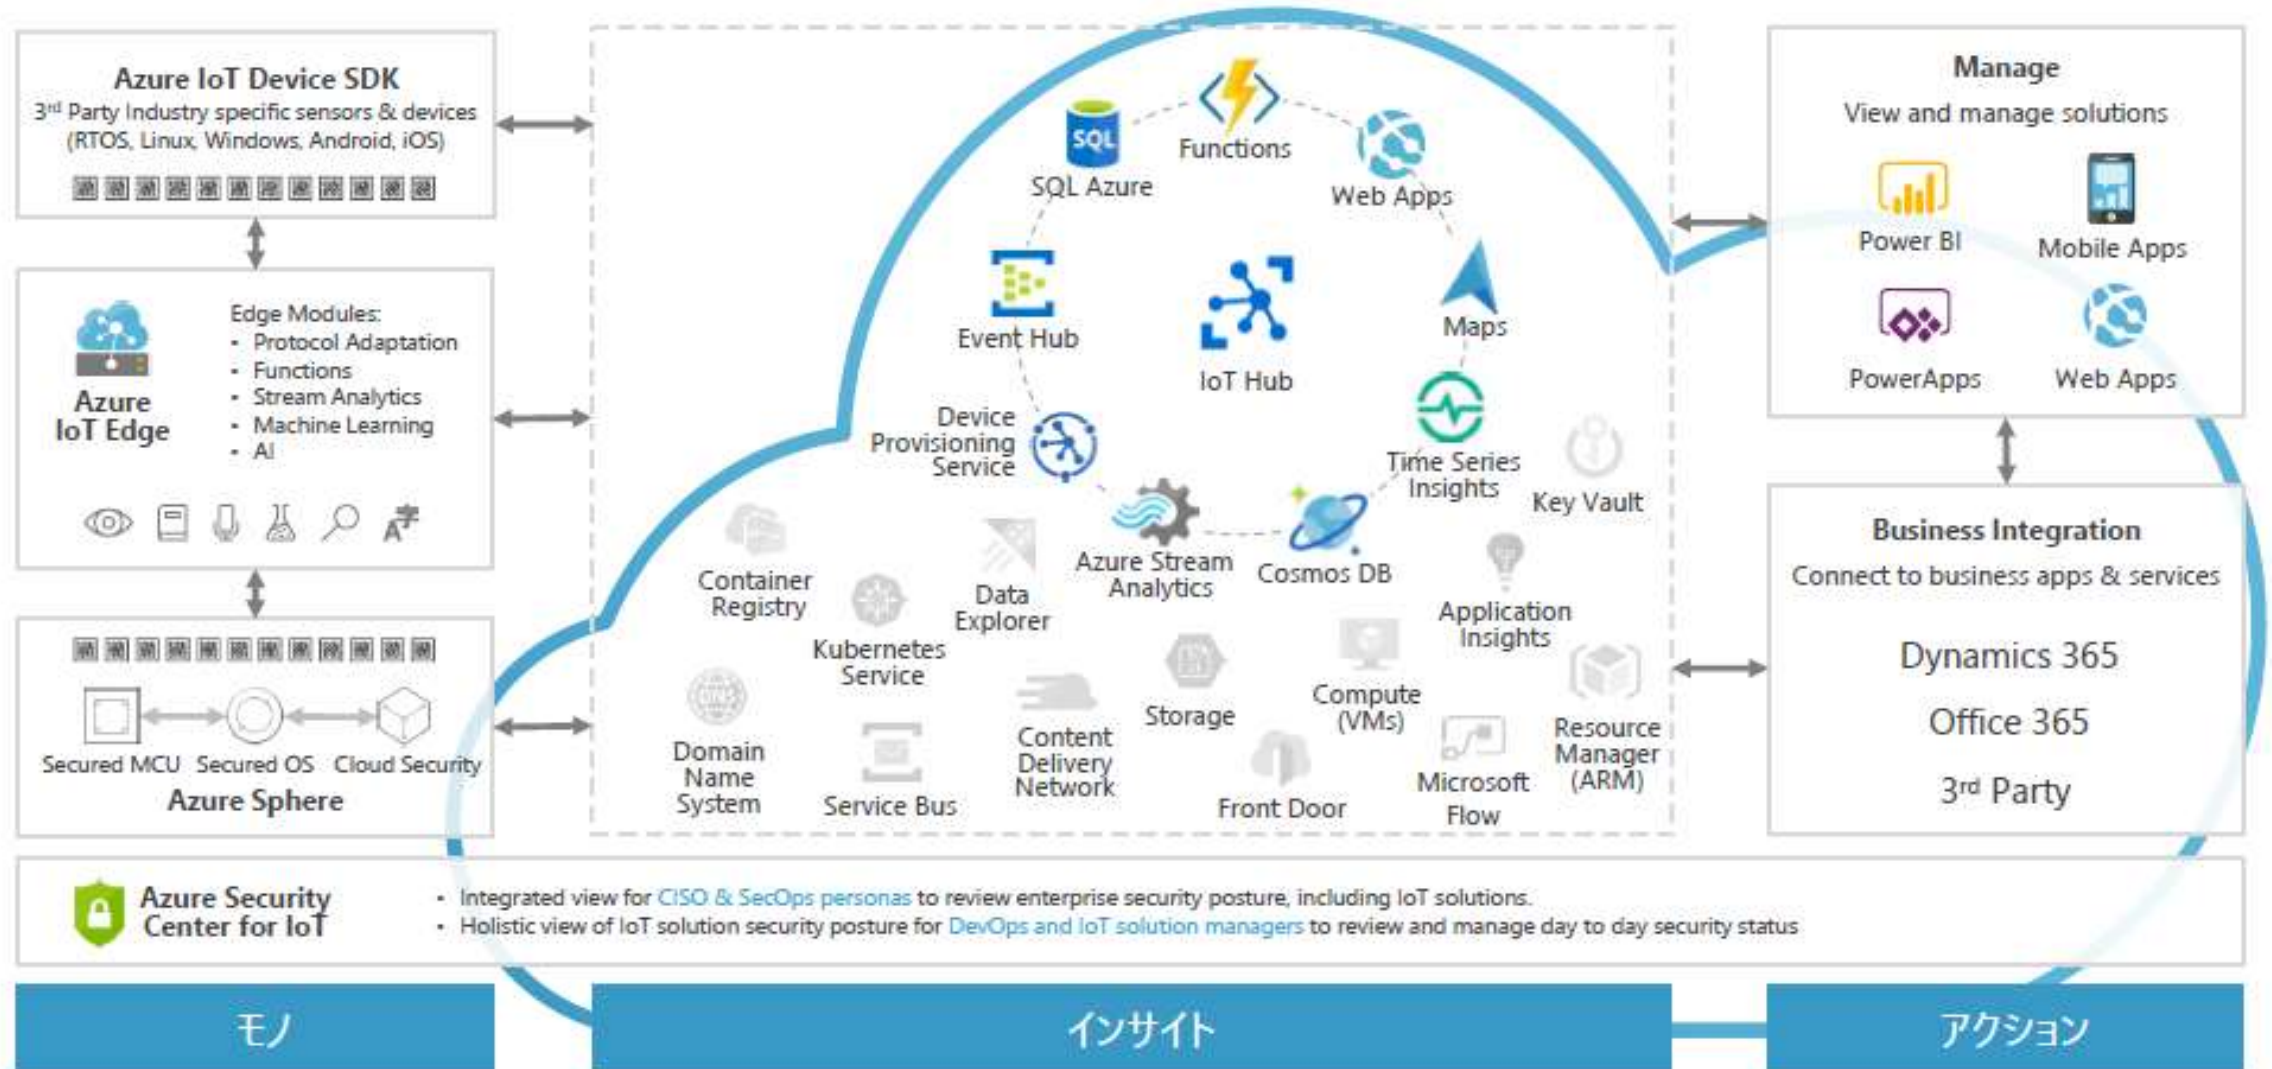 Azure IoT Device SDK
3rd Party Industry specific sensors & devices
(RTOS, Linux, Windows, Android, iOS)
Azure
IoT Edge
Edge Modules:
• Protocol Adaptation
• Functions
• Stream Analytics
• Machine Learning
• AI
Secured MCU
Secured OS
Cloud Security
Azure Sphere
SQL
SQL Azure
Functions
Web Apps
Event Hub
IoT Hub
Maps
Device
Provisioning
Service
Time Series
Insights
Key Vault
Azure Stream
Analytics
Cosmos DB
Container
Registry
Kubernetes
Service
Data
Explorer
Application
Insights
Domain
Name
System
Service Bus
Content
Delivery
Network
Storage
Compute
(VMs)
Front Door
Microsoft
Flow
Resource
Manager
(ARM)
Manage
View and manage solutions
Power BI
Mobile Apps
PowerApps
Web Apps
Business Integration
Connect to business apps & services
Dynamics 365
Office 365
3rd Party
Azure Security
Center for IoT
• Integrated view for CISO & SecOps personas to review enterprise security posture, including IoT solutions.
• Holistic view of IoT solution security posture for DevOps and IoT solution managers to review and manage day to day security status
モノ
インサイト
アクション